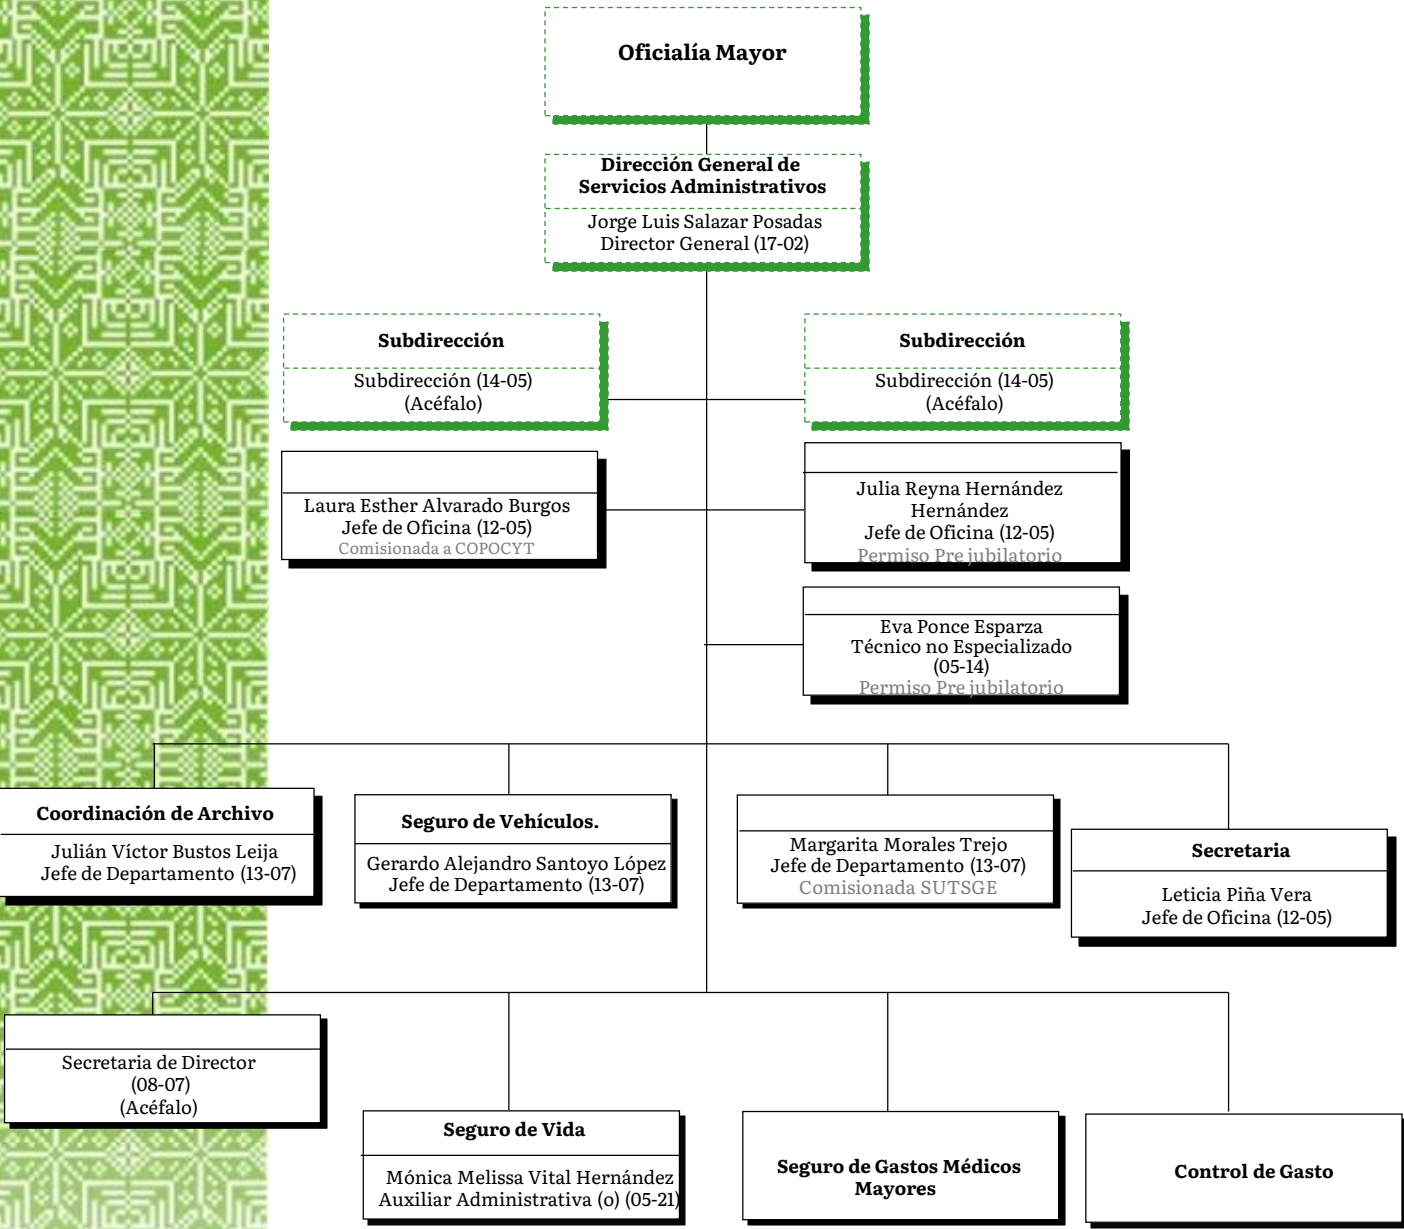 Oficialía Mayor
Dirección General de
Servicios Administrativos
Jorge Luis Salazar Posadas
Director General (17-02)
Subdirección
Subdirección (14-05)
(Acéfalo)
Subdirección
Subdirección (14-05)
(Acéfalo)
Laura Esther Alvarado Burgos
Jefe de Oficina (12-05)
Comisionada a COPOCYT
Julia Reyna Hernández
Hernández
Jefe de Oficina (12-05)
Permiso Pre jubilatorio
Eva Ponce Esparza
Técnico no Especializado
(05-14)
Permiso Pre jubilatorio
Coordinación de Archivo
Julián Víctor Bustos Leija
Jefe de Departamento (13-07)
Seguro de Vehículos.
Gerardo Alejandro Santoyo López
Jefe de Departamento (13-07)
Margarita Morales Trejo
Jefe de Departamento (13-07)
Comisionada SUTSGE
Secretaria
Leticia Piña Vera
Jefe de Oficina (12-05)
Secretaria de Director
(08-07)
(Acéfalo)
Seguro de Vida
Mónica Melissa Vital Hernández
Auxiliar Administrativa (o) (05-21)
Seguro de Gastos Médicos
Mayores
Control de Gasto